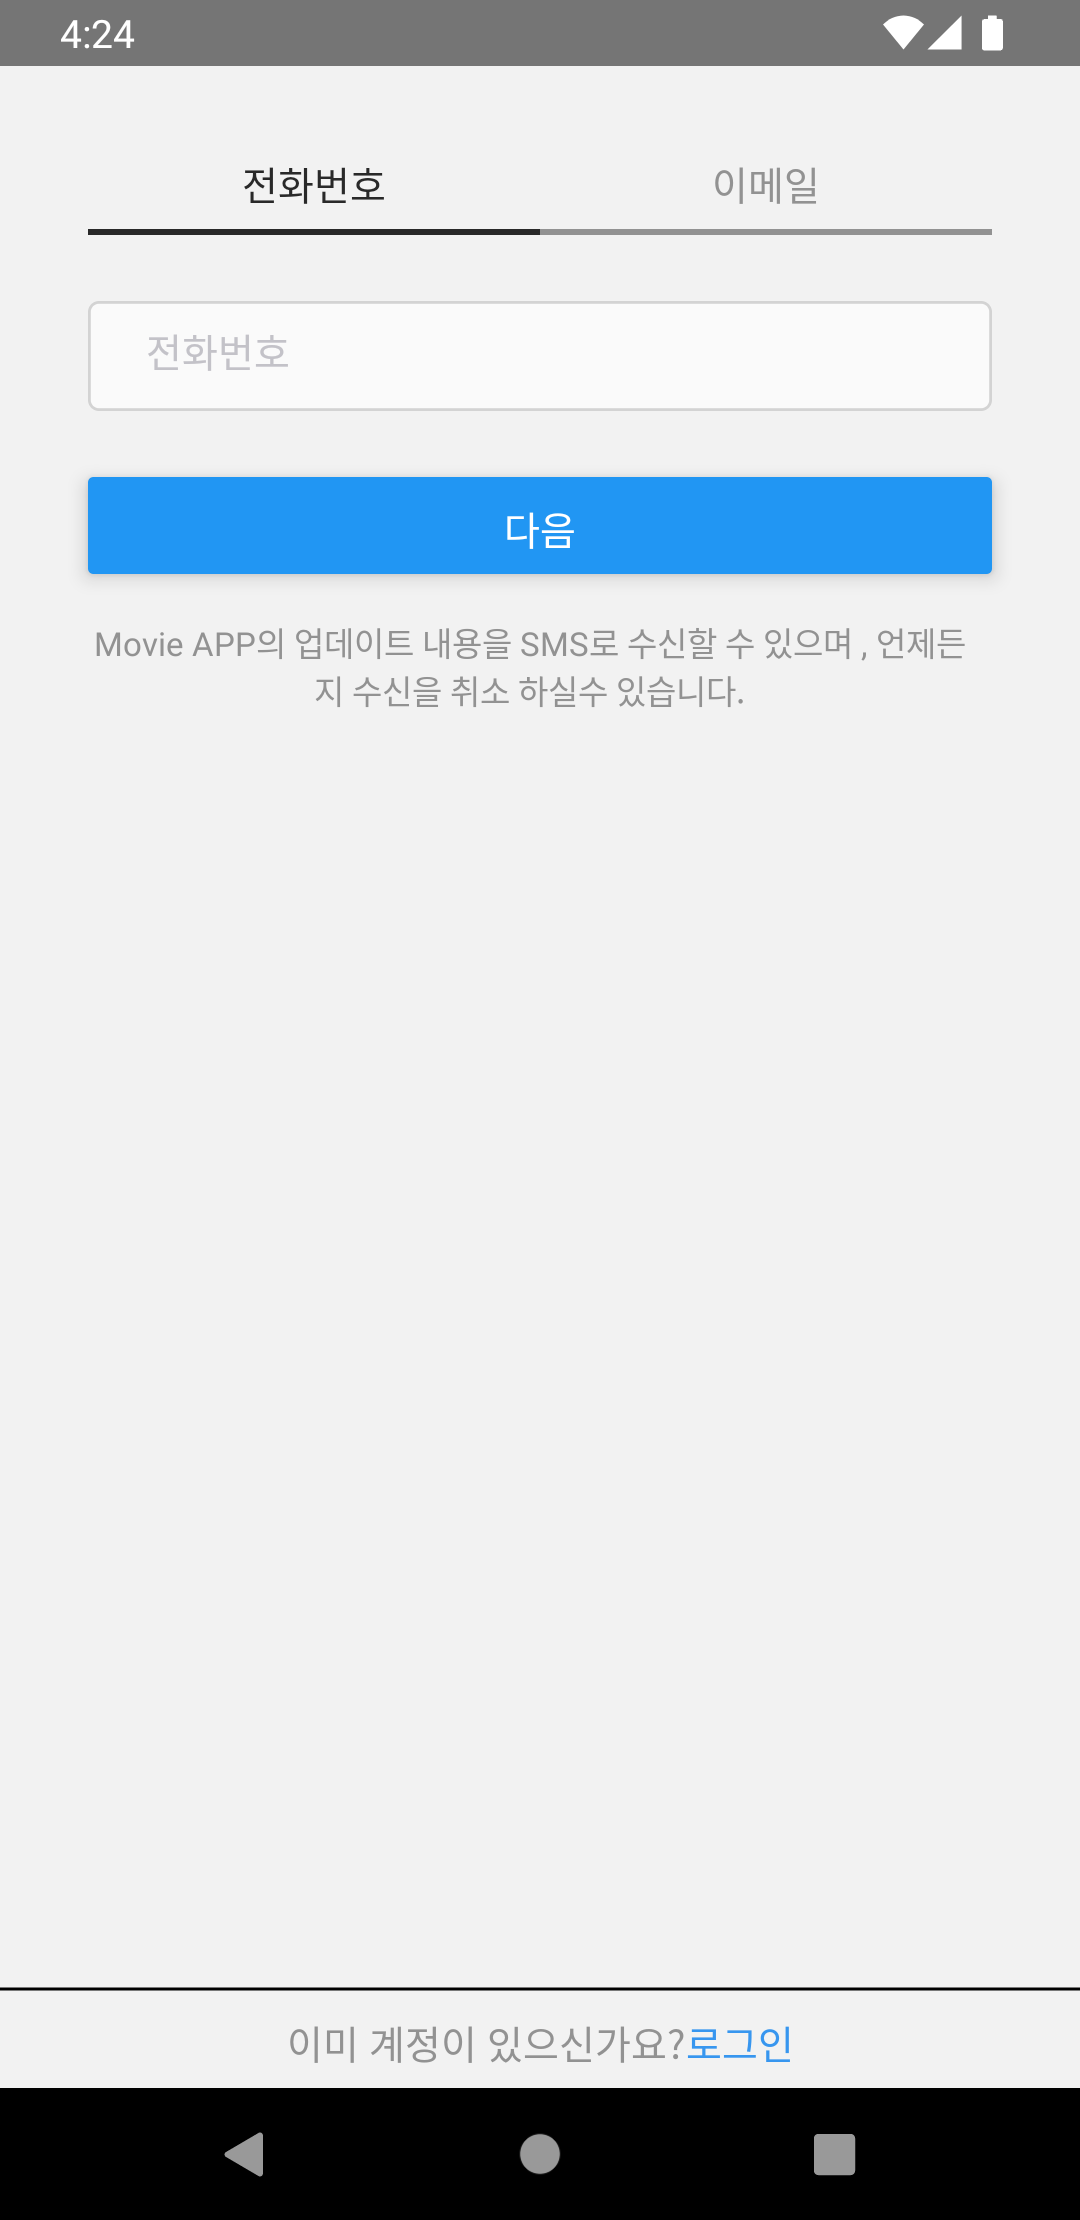 4:24
전화번호 이메일
전화번호
다음
Movie APP의 업데이트 내용을 SMS로 수신할 수 있으며 , 언제든
지 수신을 취소 하실수 있습니다.
이미 계정이 있으신가요?로그인